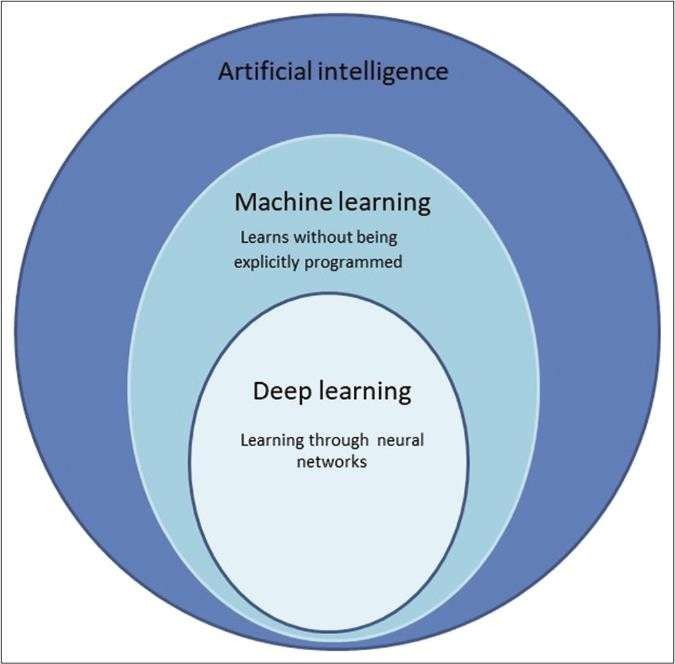 Artificial intelligence
Machine learning
Learns without being
explicitly programmed
Deep learning
Learning through neural
networks